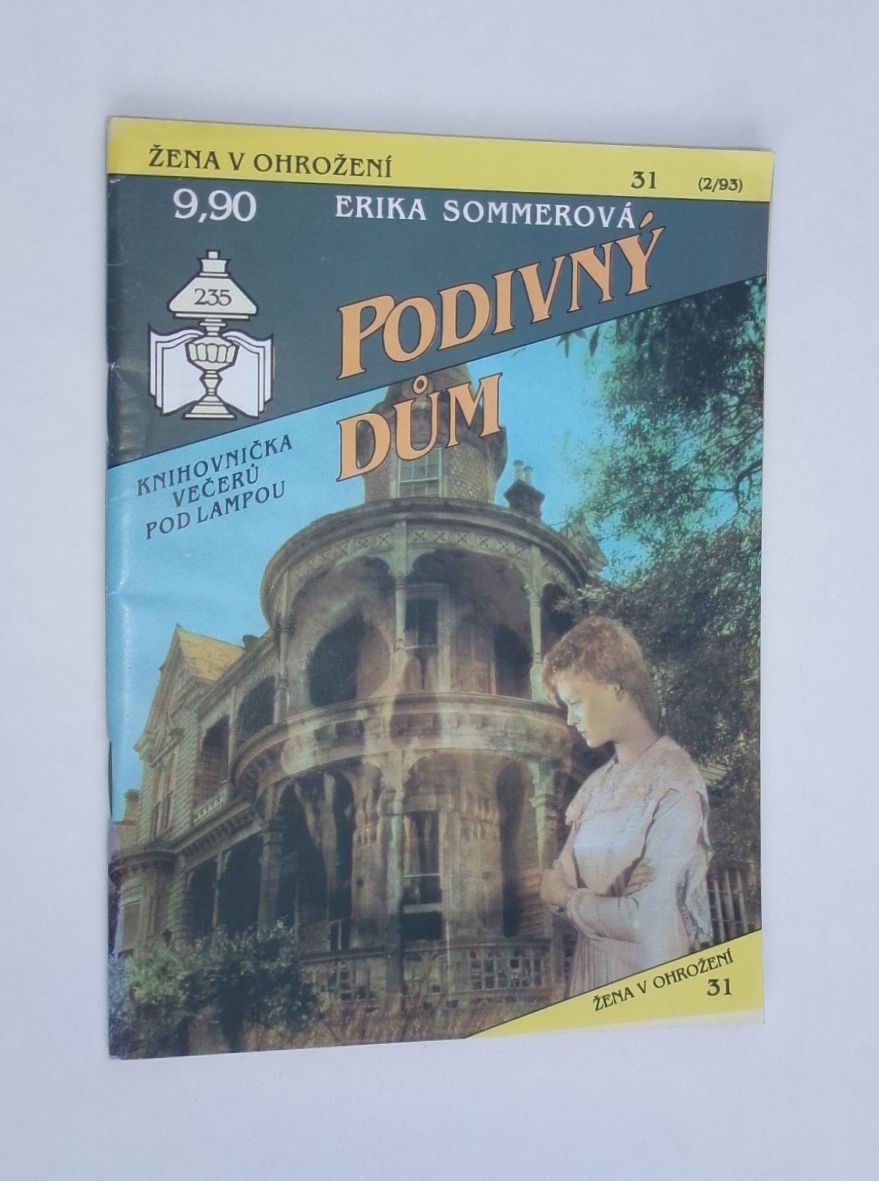 ŽENA V OHROŽENÍ 31 (2/93)
9,90 ERIKA SOMMEROVÁ
235
PODIVNÝ
DŮM
KNIHOVNIČKA
VEČERŮ
POD LAMPOU
ŽENA V OHROŽENÍ
31